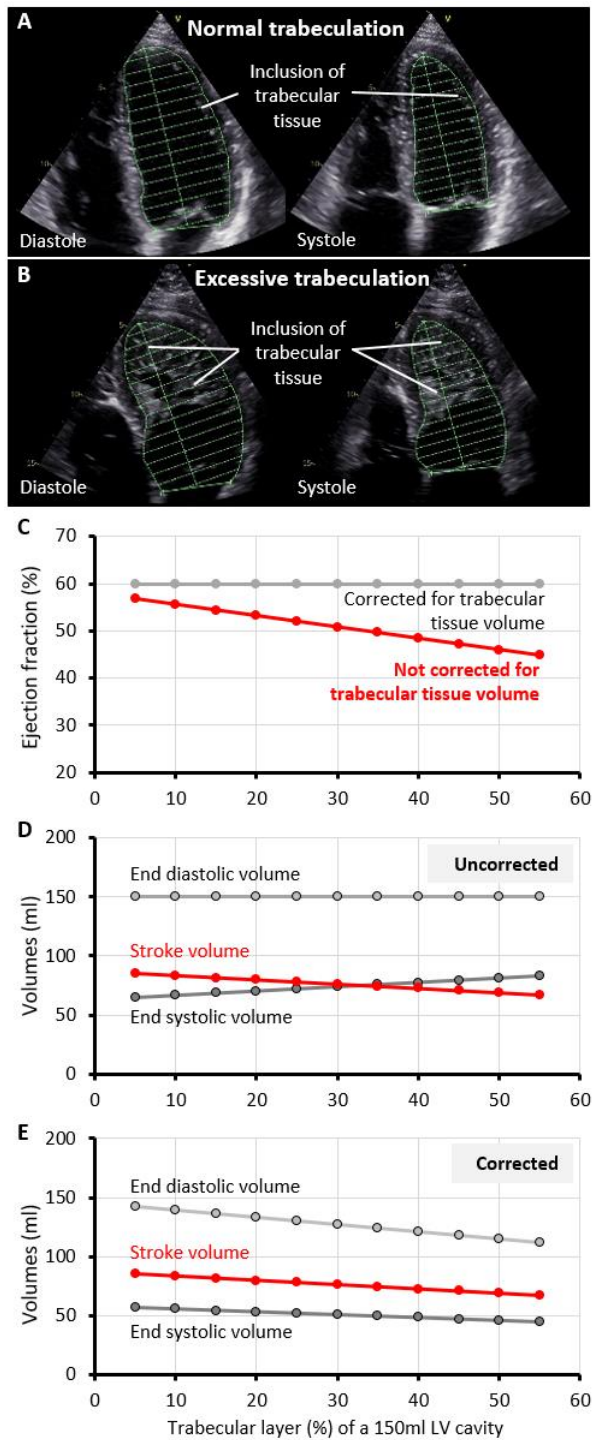 A
Normal trabeculation
V
Inclusion of
trabecular
tissue
10
Diastole
Systole
B
Excessive trabeculation
5
Inclusion of
trabecular
tissue
15
Diastole
Systole
C
70
60
50
40
30
20
Ejection fraction (%)
Corrected for trabecular
tissue volume
Not corrected for
trabecular tissue volume
0 10 20 30 40 50 60
D
200
150
100
50
0
Volumes (ml)
Uncorrected
End diastolic volume
Stroke volume
End systolic volume
0 10 20 30 40 50 60
E
200
150
100
50
0
Volumes (ml)
Corrected
End diastolic volume
Stroke volume
End systolic volume
0 10 20 30 40 50 60
Trabecular layer (%) of a 150ml LV cavity